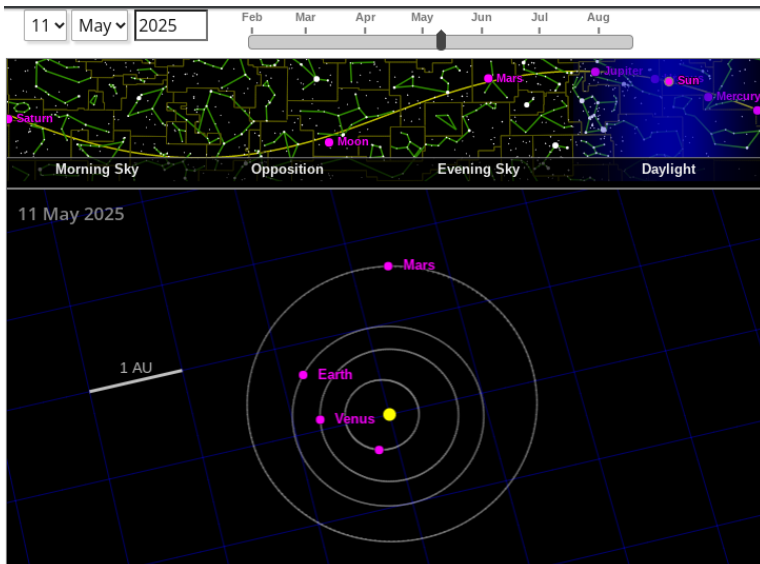 11 May 2025
Feb Mar Apr May Jun Jul Aug
Mars
Jupiter
Sun
Mercury
Saturn
Moon
Morning Sky Opposition Evening Sky Daylight
11 May 2025
Mars
1 AU
Earth
Venus